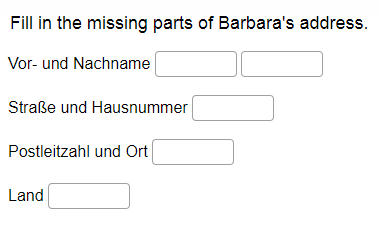 Fill in the missing parts of Barbara's address.
Vor- und Nachname
Straße und Hausnummer
Postleitzahl und Ort
Land